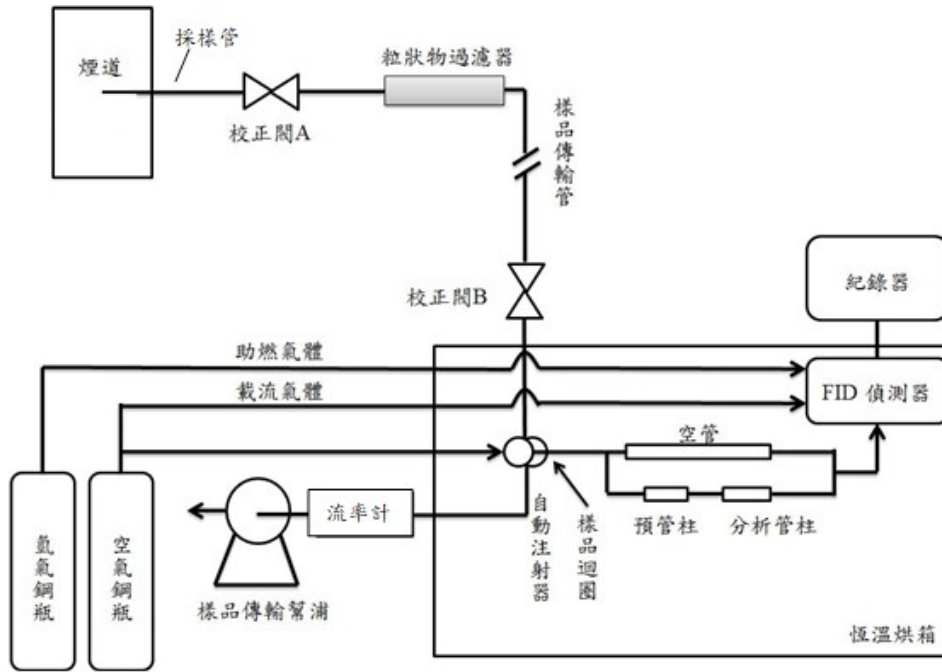 煙道
採樣管
校正閥A
粒狀物過濾器
樣品傳輸管
校正閥B
紀錄器
助燃氣體
載流氣體
FID 偵測器
空管
預管柱
分析管柱
自動注射器
樣品迴圈
流率計
樣品傳輸幫浦
氫氣鋼瓶
空氣鋼瓶
恆溫烘箱